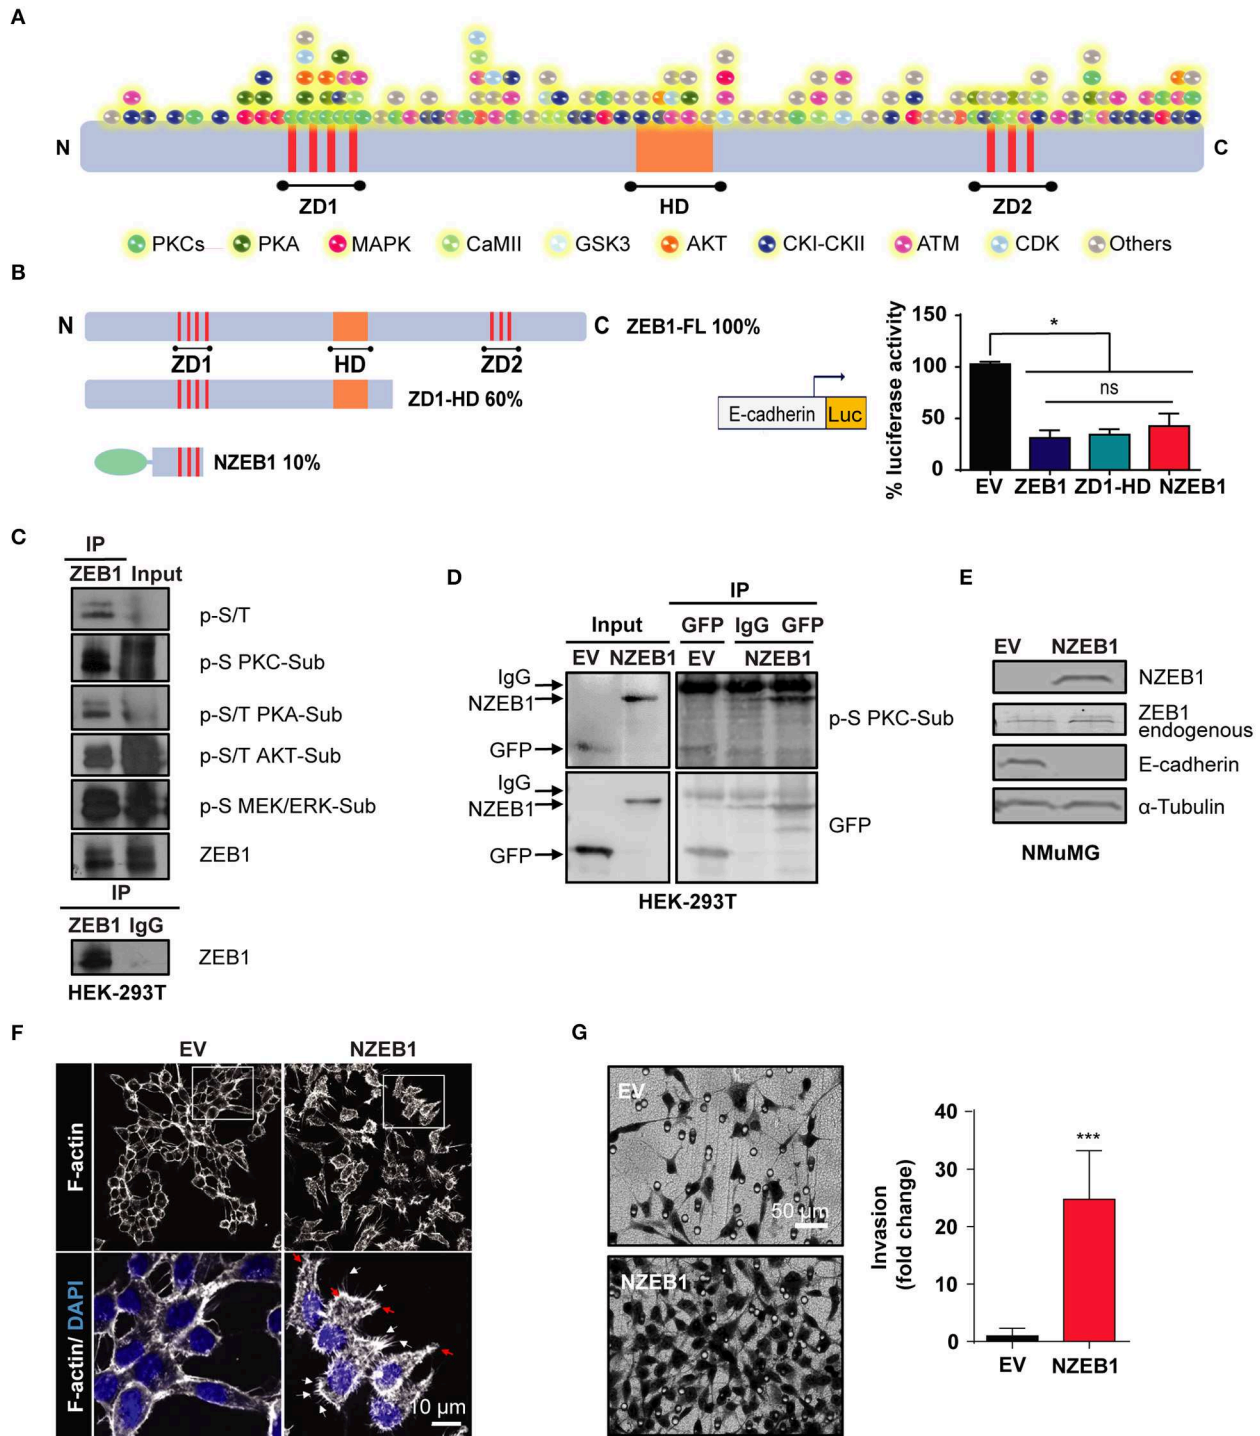 A
N
C
ZD1
HD
ZD2
PKCs
PKA
MAPK
CaMII
GSK3
AKT
CKI-CKII
ATM
CDK
Others
B
N
C
ZEB1-FL 100%
ZD1
HD
ZD2
ZD1-HD 60%
NZEB1 10%
E-cadherin
Luc
% luciferase activity
150
100
50
0
*
ns
EV
ZEB1
ZD1-HD
NZEB1
C
IP
ZEB1 Input
p-S/T
p-S PKC-Sub
p-S/T PKA-Sub
p-S/T AKT-Sub
p-S MEK/ERK-Sub
ZEB1
IP
ZEB1 IgG
ZEB1
HEK-293T
D
IP
Input
GFP
IgG
GFP
EV
NZEB1
EV
NZEB1
IgG
NZEB1
GFP
p-S PKC-Sub
IgG
NZEB1
GFP
GFP
HEK-293T
E
EV
NZEB1
NZEB1
ZEB1
endogenous
E-cadherin
α-Tubulin
NMuMG
F
EV
NZEB1
F-actin
F-actin/ DAPI
10 µm
G
EV
50 µm
NZEB1
Invasion
(fold change)
40
30
20
10
0
***
EV
NZEB1